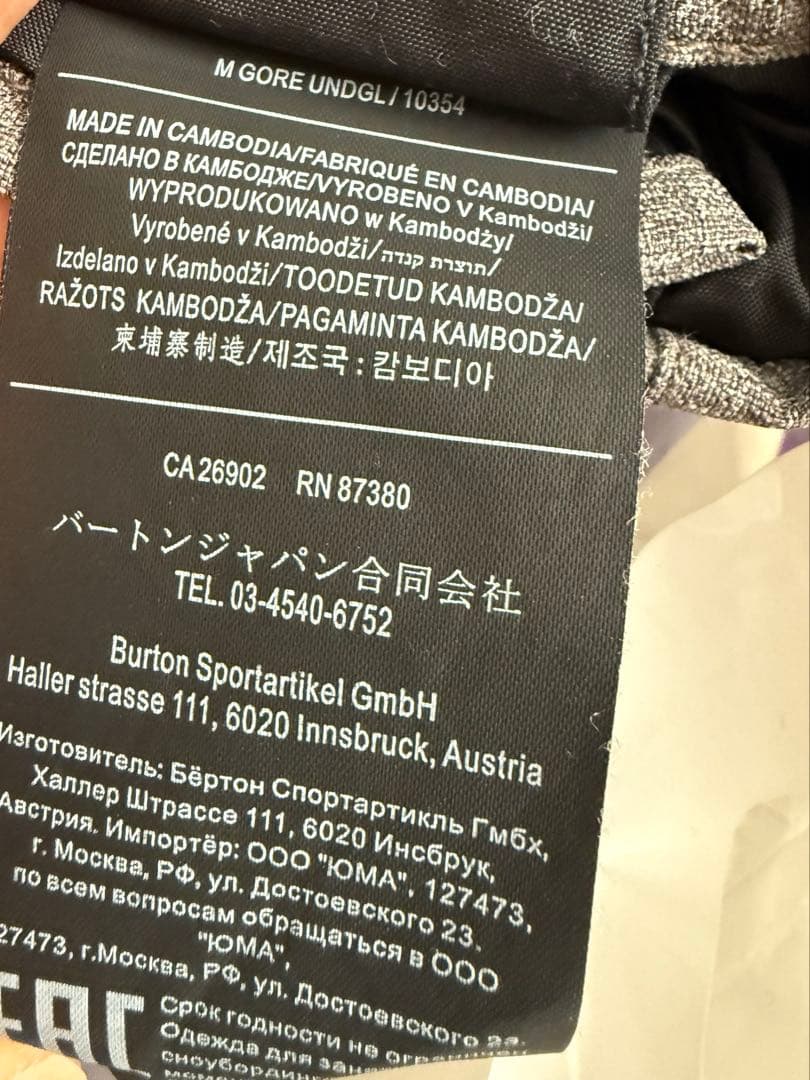 M GORE UNDGL / 10354
MADE IN CAMBODIA/FABRIQUÉ EN CAMBODIA/
СДЕЛАНО В КАМБОДЖЕ/VYROBENO V Kambodži/
WYPRODUKOWANO w Kambodży/
Vyrobené v Kambodži/תוצרת קנדה/
Izdelano v Kambodži/TOODETUD KAMBODŽA/
RAŽOTS KAMBODŽA/PAGAMINTA KAMBODŽA/
柬埔寨制造/제조국 : 캄보디아
CA 26902 RN 87380
バートンジャパン合同会社
TEL. 03-4540-6752
Burton Sportartikel GmbH
Haller strasse 111, 6020 Innsbruck, Austria
Изготовитель: Бёртон Спортартикль Гмбх,
Халлер Штрассе 111, 6020 Инсбрук,
Австрия. Импортёр: ООО "ЮМА", 127473,
г. Москва, РФ, ул. Достоевского 23.
по всем вопросам обращаться в ООО
"ЮМА",
27473, г.Москва, РФ, ул. Достоевского
EAC
Срок годности не ограничен
Одежда для